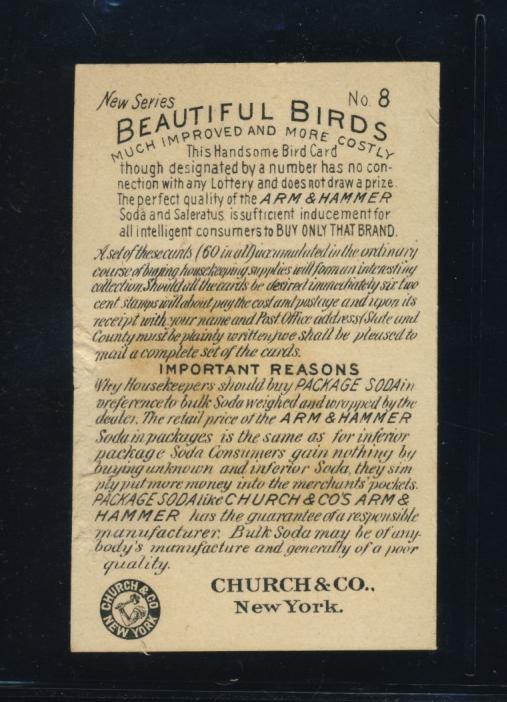 New Series No. 8
BEAUTIFUL BIRDS
MUCH IMPROVED AND MORE COSTLY
This Handsome Bird Card
though designated by a number has no con-
nection with any Lottery and does not draw a prize.
The perfect quality of the ARM & HAMMER
Soda and Saleratus is sufficient inducement for
all intelligent consumers to BUY ONLY THAT BRAND.
A set of these cards (60 in all) accumulated in the ordinary
course of buying housekeeping supplies will form an interesting
collection Should all the cards be desired immediately six two
cent stamps will about pay the cost and postage and upon its
receipt with your name and Post Office address (State and
County must be plainly written) we shall be pleased to
mail a complete set of the cards.
IMPORTANT REASONS
Why Housekeepers should buy PACKAGE SODA in
preference to bulk Soda weighed and wrapped by the
dealer. The retail price of the ARM & HAMMER
Soda in packages is the same as for inferior
package Soda Consumers gain nothing by
buying unknown and inferior Soda, they sim
ply put more money into the merchants' pockets.
PACKAGE SODA like CHURCH & CO'S ARM &
HAMMER has the guarantee of a responsible
manufacturer. Bulk Soda may be of any-
body's manufacture and generally of a poor
quality.
CHURCH & CO.,
New York.
CHURCH & CO
NEW YORK